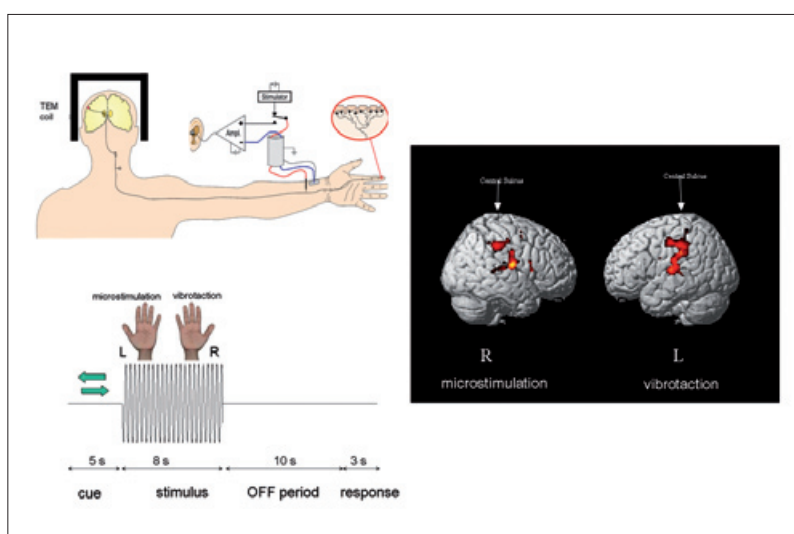 TEM
coil
Stimulator
Ampl.
microstimulation vibrotaction
L R
5 s 8 s 10 s 3 s
cue stimulus OFF period response
Central Sulcus Central Sulcus
R L
microstimulation vibrotaction